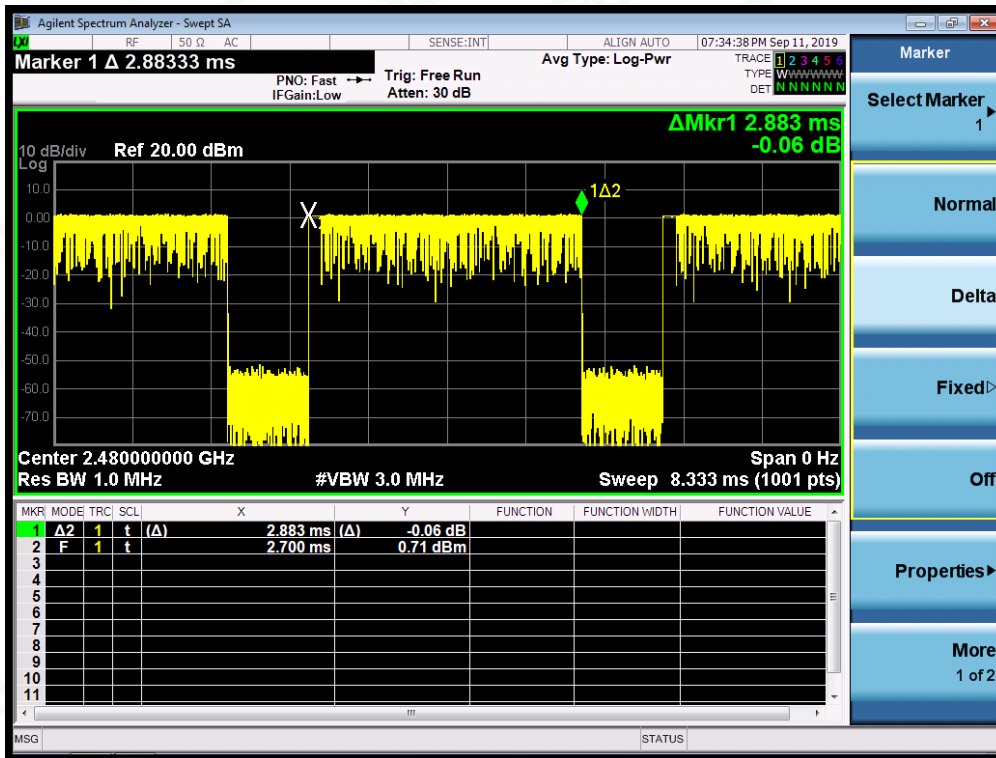 Agilent Spectrum Analyzer - Swept SA
LXI RF 50 Ω AC SENSE:INT ALIGN AUTO 07:34:38 PM Sep 11, 2019
Marker 1 Δ 2.88333 ms
PNO: Fast
IFGain:Low
Trig: Free Run
Atten: 30 dB
Avg Type: Log-Pwr
TRACE 1 2 3 4 5 6
TYPE WWWWWW
DET N N N N N N
ΔMkr1 2.883 ms
-0.06 dB
10 dB/div Ref 20.00 dBm
Log
10.0
0.00
-10.0
-20.0
-30.0
-40.0
-50.0
-60.0
-70.0
X
1Δ2
Center 2.480000000 GHz Span 0 Hz
Res BW 1.0 MHz #VBW 3.0 MHz Sweep 8.333 ms (1001 pts)
MKR MODE TRC SCL X Y FUNCTION FUNCTION WIDTH FUNCTION VALUE
1 Δ2 1 t (Δ) 2.883 ms (Δ) -0.06 dB
2 F 1 t 2.700 ms 0.71 dBm
3
4
5
6
7
8
9
10
11
MSG STATUS
Marker
Select Marker
1
Normal
Delta
Fixed
Off
Properties
More
1 of 2